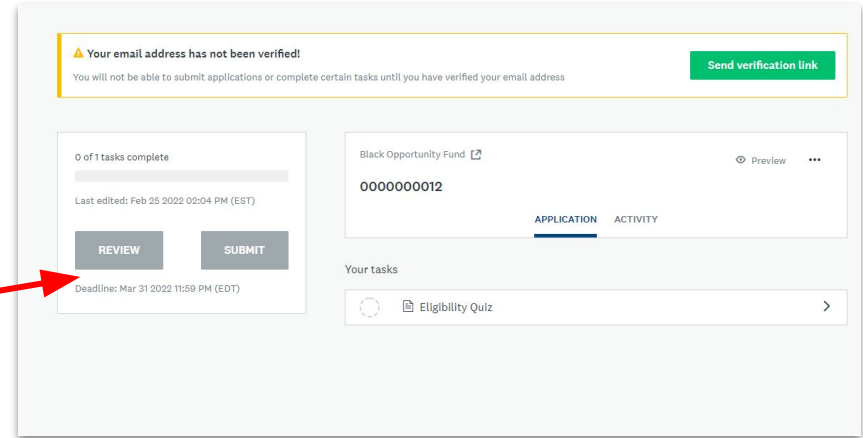 Your email address has not been verified!
You will not be able to submit applications or complete certain tasks until you have verified your email address
Send verification link
0 of 1 tasks complete
Last edited: Feb 25 2022 02:04 PM (EST)
REVIEW SUBMIT
Deadline: Mar 31 2022 11:59 PM (EDT)
Black Opportunity Fund
Preview
0000000012
APPLICATION ACTIVITY
Your tasks
Eligibility Quiz